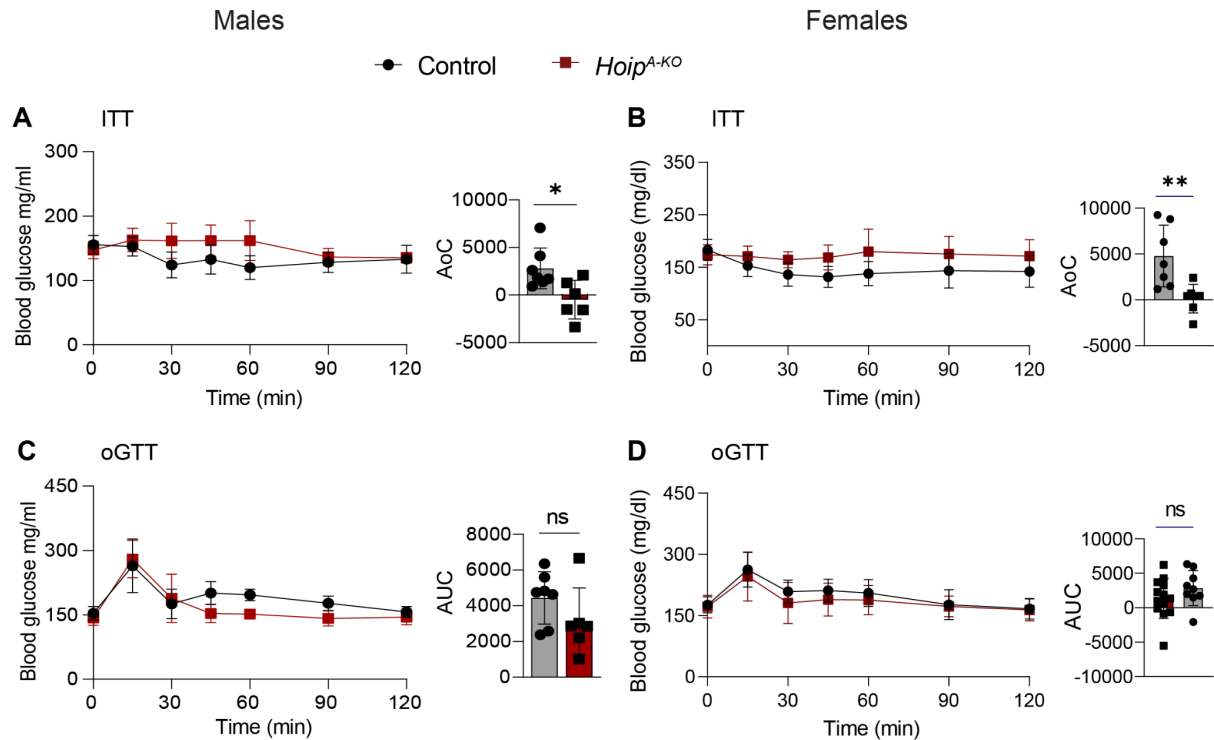 Males
Females
Control
Hoip^A-KO
A
ITT
Blood glucose mg/ml
300
200
100
0
0
30
60
90
120
Time (min)
AoC
10000
5000
0
-5000
*
B
ITT
Blood glucose (mg/dl)
350
250
150
50
0
30
60
90
120
Time (min)
AoC
10000
5000
0
-5000
**
C
oGTT
Blood glucose mg/ml
450
300
150
0
0
30
60
90
120
Time (min)
AUC
8000
6000
4000
2000
0
ns
D
oGTT
Blood glucose (mg/dl)
450
300
150
0
0
30
60
90
120
Time (min)
AUC
10000
5000
0
-5000
-10000
ns